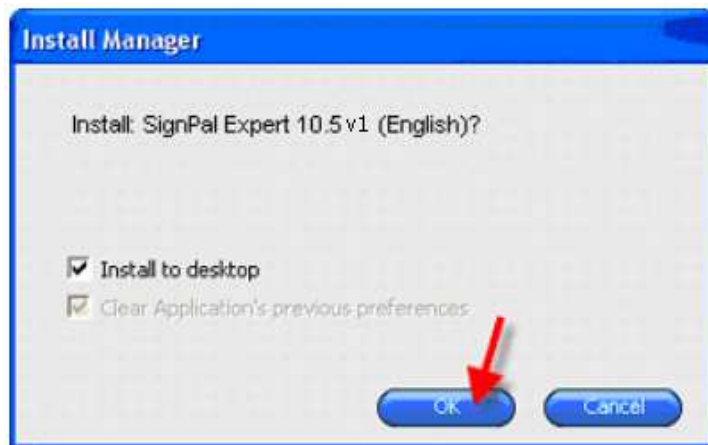 Install Manager
Install: SignPal Expert 10.5 v1 (English)?
Install to desktop
Clear Application's previous preferences
OK
Cancel